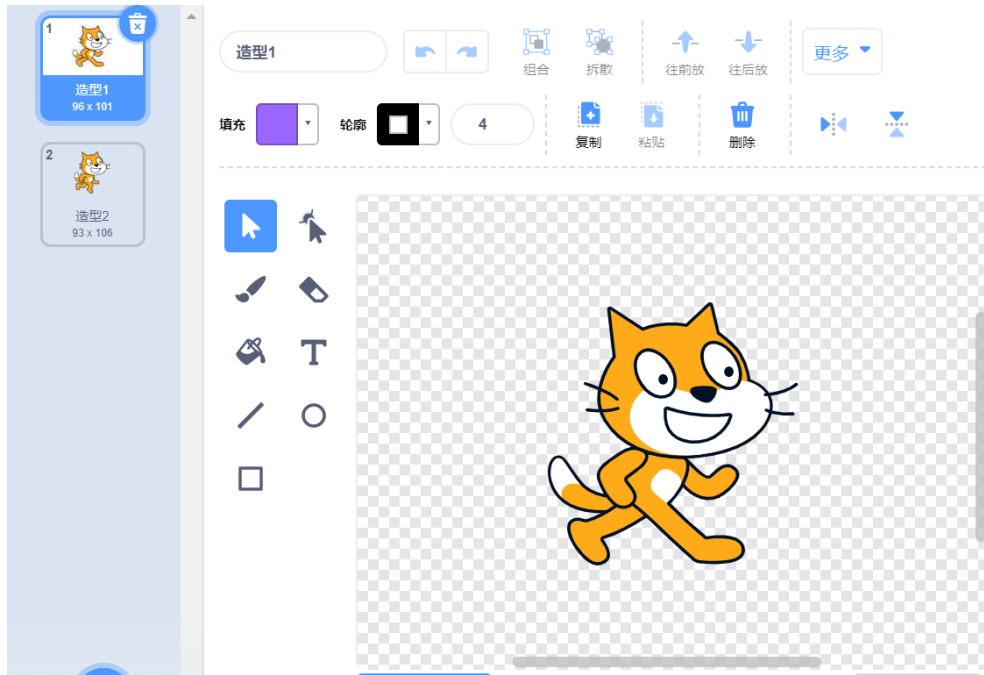 1
造型1
96 x 101
2
造型2
93 x 106
造型1
组合
拆散
往前放
往后放
更多
填充
轮廓
4
复制
粘贴
删除
T